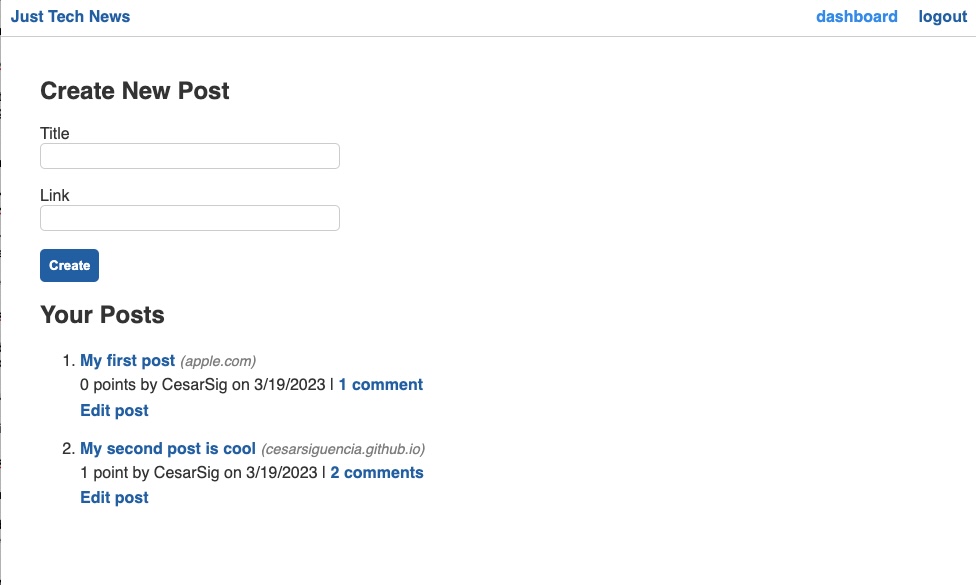 Just Tech News dashboard logout
Create New Post
Title
Link
Create
Your Posts
1. My first post (apple.com)
0 points by CesarSig on 3/19/2023 | 1 comment
Edit post
2. My second post is cool (cesarsiguencia.github.io)
1 point by CesarSig on 3/19/2023 | 2 comments
Edit post